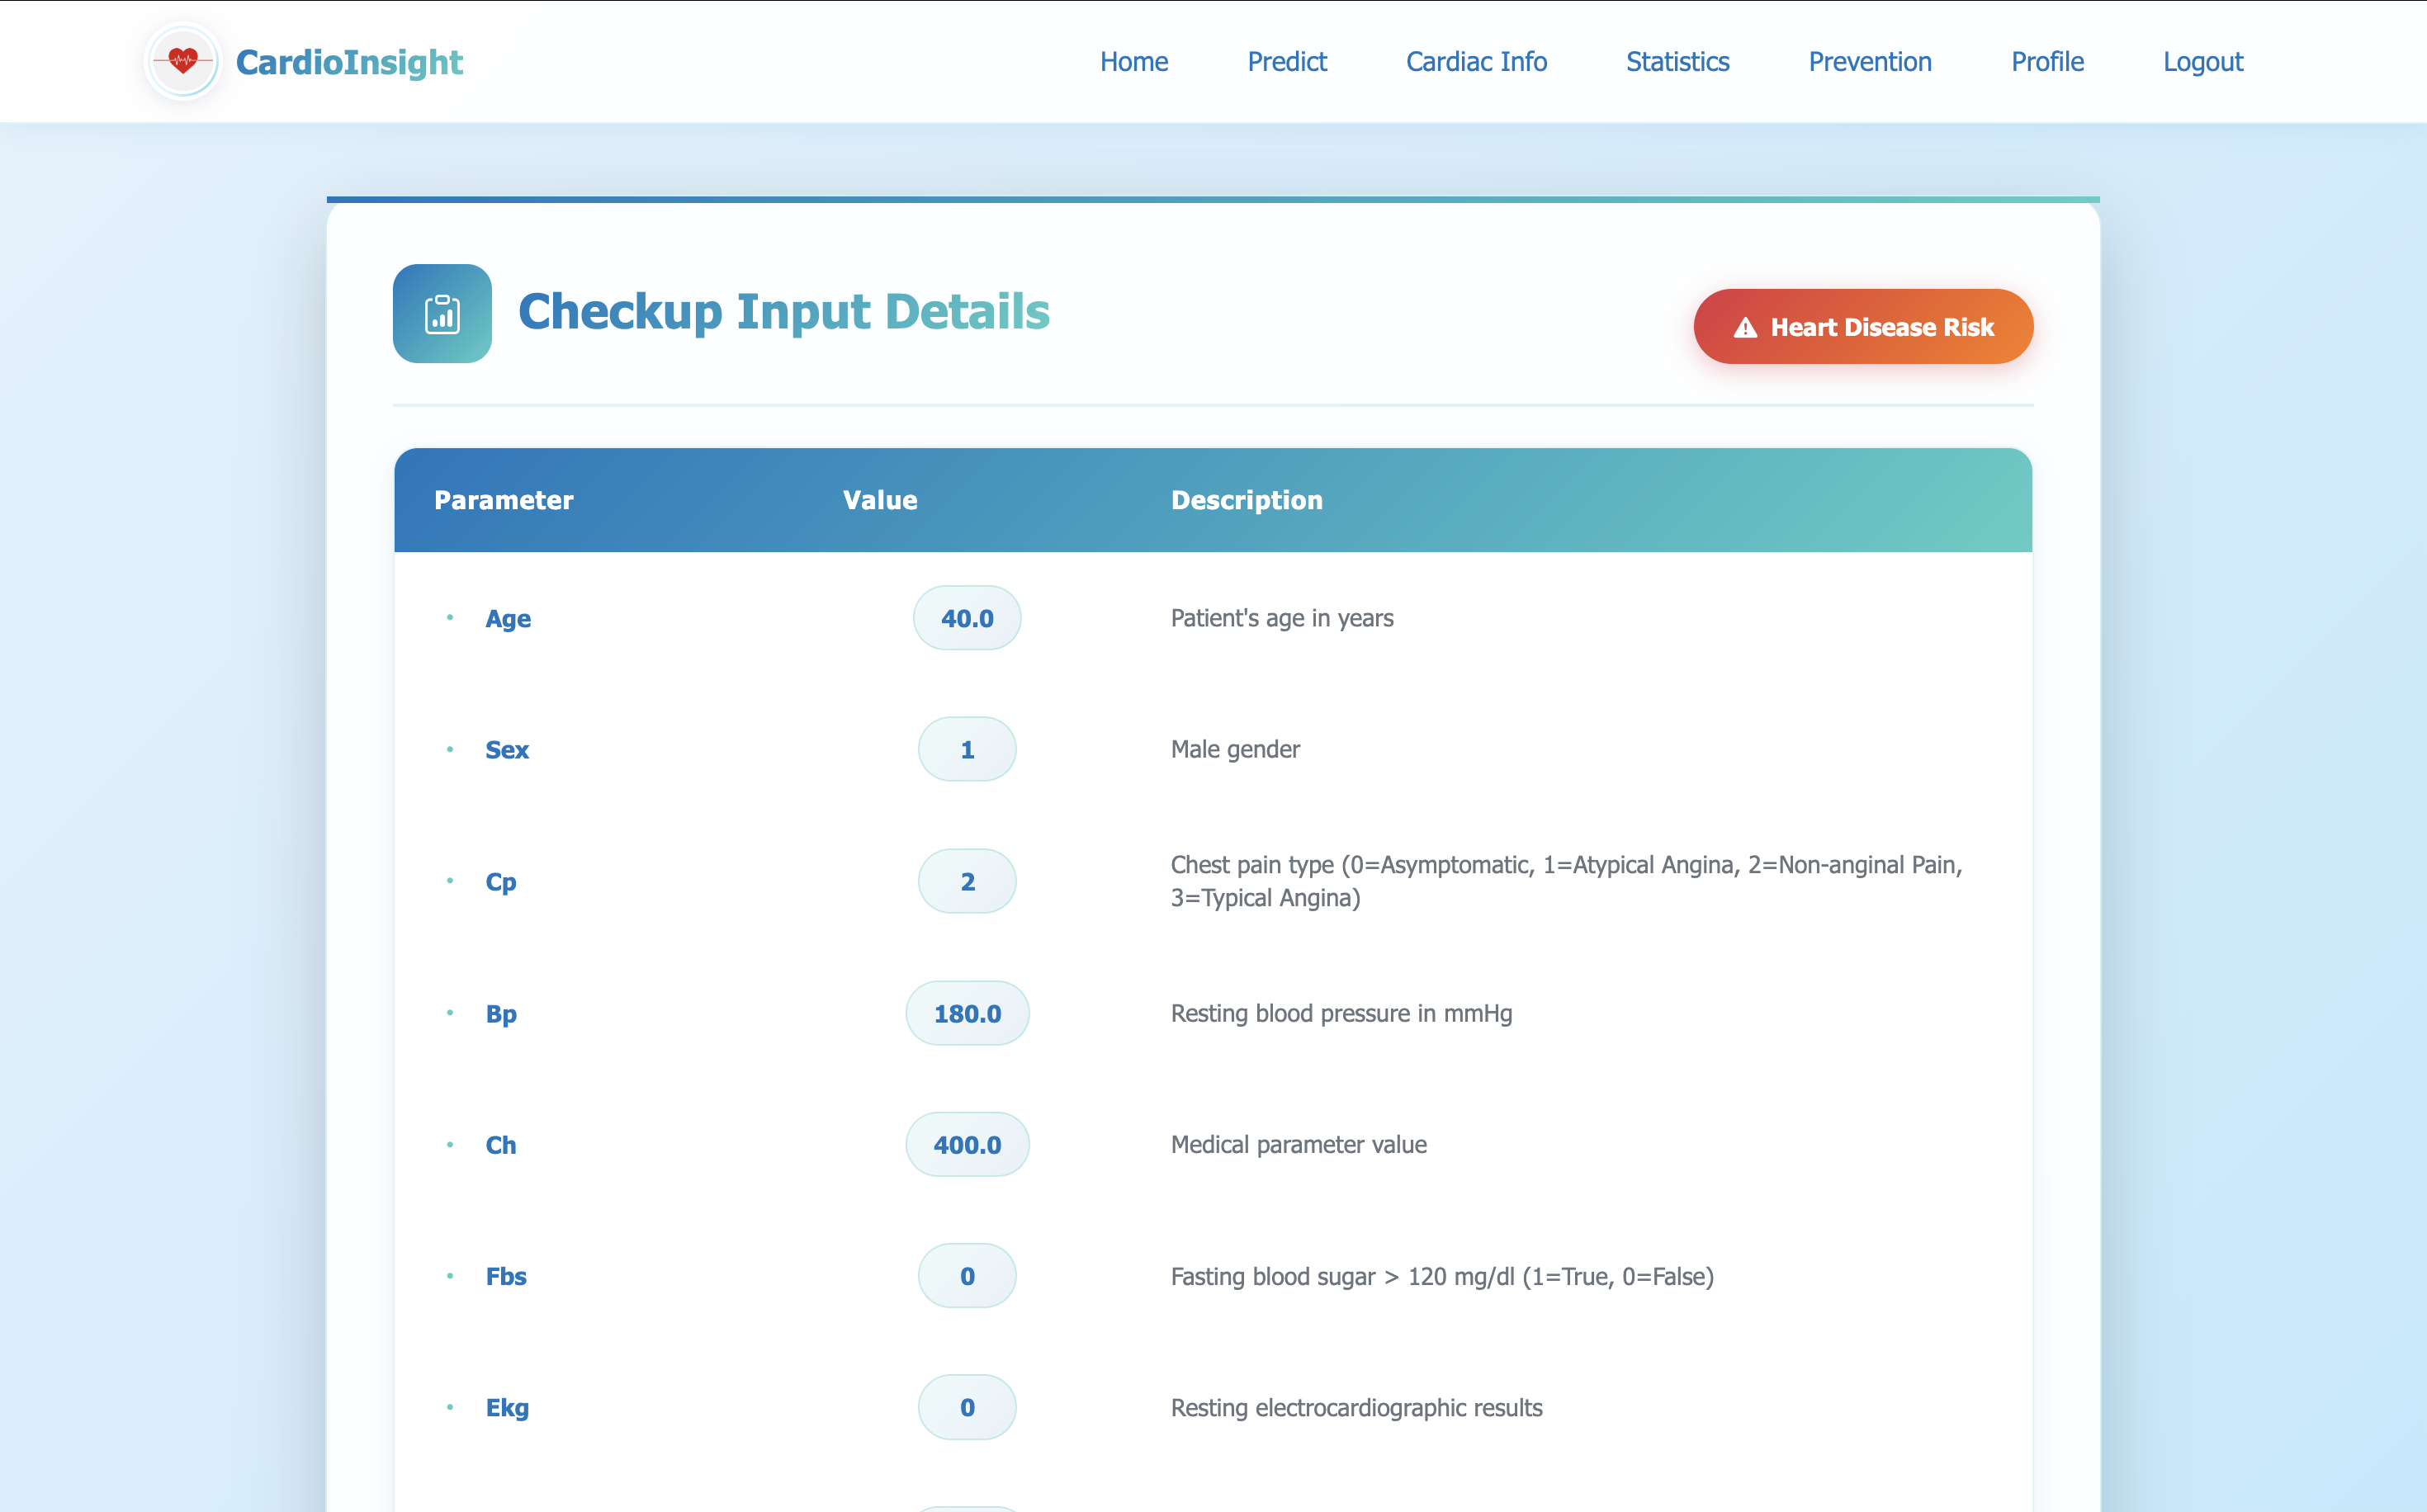 CardioInsight
Home Predict Cardiac Info Statistics Prevention Profile Logout
Checkup Input Details
Heart Disease Risk
Parameter Value Description
• Age 40.0 Patient's age in years
• Sex 1 Male gender
• Cp 2 Chest pain type (0=Asymptomatic, 1=Atypical Angina, 2=Non-anginal Pain,
3=Typical Angina)
• Bp 180.0 Resting blood pressure in mmHg
• Ch 400.0 Medical parameter value
• Fbs 0 Fasting blood sugar > 120 mg/dl (1=True, 0=False)
• Ekg 0 Resting electrocardiographic results